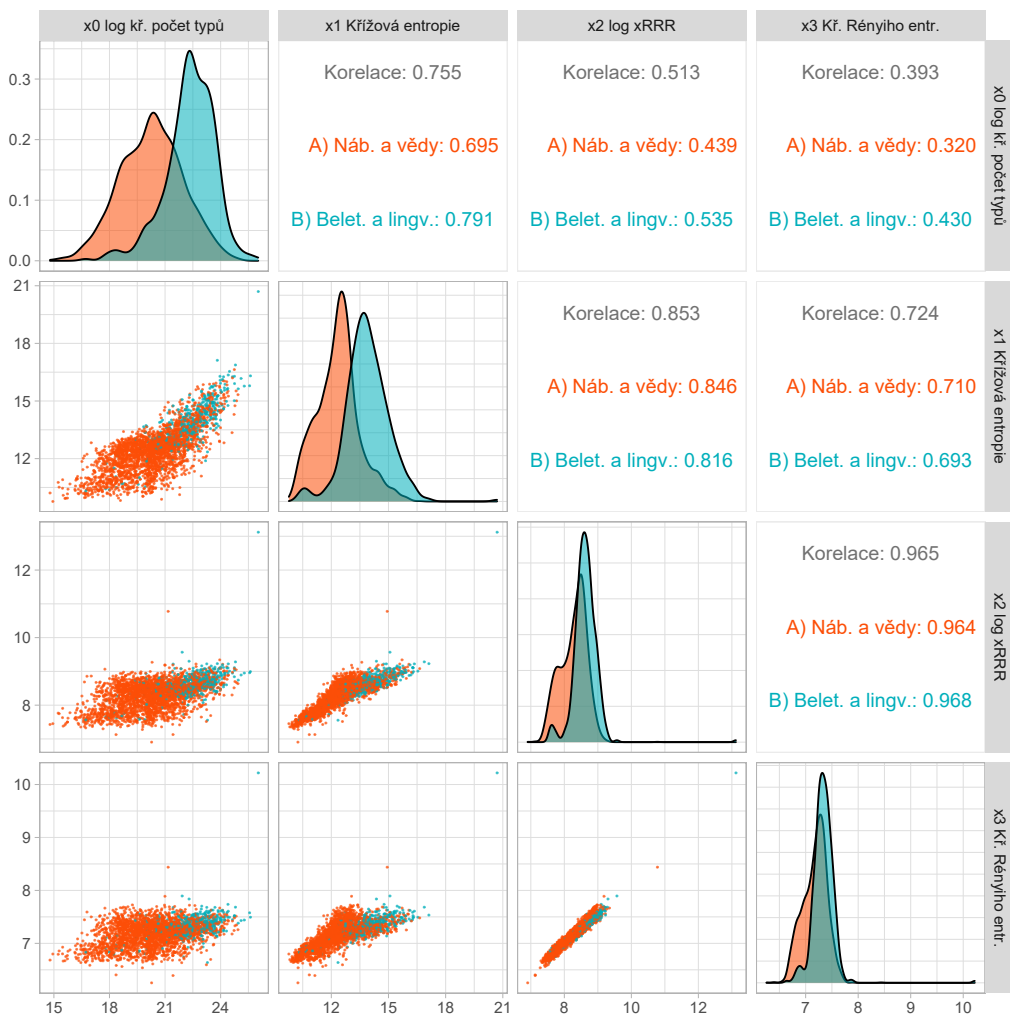 x0 log kř. počet typů
x1 Křížová entropie
x2 log xRRR
x3 Kř. Rényiho entr.
0.3
0.2
0.1
0.0
Korelace: 0.755
A) Náb. a vědy: 0.695
B) Belet. a lingv.: 0.791
Korelace: 0.513
A) Náb. a vědy: 0.439
B) Belet. a lingv.: 0.535
Korelace: 0.393
A) Náb. a vědy: 0.320
B) Belet. a lingv.: 0.430
x0 log kř. počet typů
21
18
15
12
Korelace: 0.853
A) Náb. a vědy: 0.846
B) Belet. a lingv.: 0.816
Korelace: 0.724
A) Náb. a vědy: 0.710
B) Belet. a lingv.: 0.693
x1 Křížová entropie
12
10
8
Korelace: 0.965
A) Náb. a vědy: 0.964
B) Belet. a lingv.: 0.968
x2 log xRRR
10
9
8
7
x3 Kř. Rényiho entr.
15 18 21 24
12 15 18 21
8 10 12
7 8 9 10